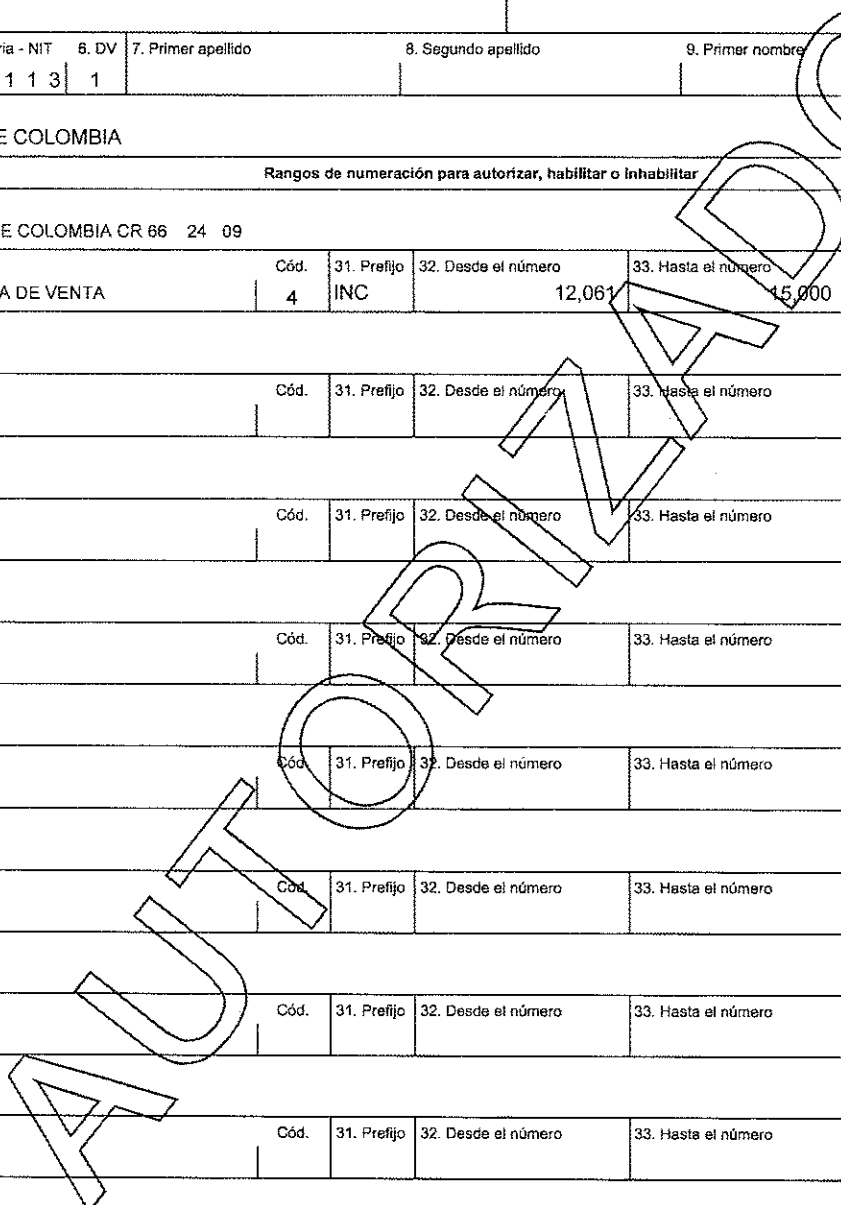 ria - NIT 6. DV 7. Primer apellido 8. Segundo apellido 9. Primer nombre
1 1 3 1
E COLOMBIA
Rangos de numeración para autorizar, habilitar o Inhabilitar
E COLOMBIA CR 66 24 09
Cód. 31. Prefijo 32. Desde el número 33. Hasta el número
A DE VENTA 4 INC 12,061 15,000
Cód. 31. Prefijo 32. Desde el número 33. Hasta el número
Cód. 31. Prefijo 32. Desde el número 33. Hasta el número
Cód. 31. Prefijo 32. Desde el número 33. Hasta el número
Cód. 31. Prefijo 32. Desde el número 33. Hasta el número
Cód. 31. Prefijo 32. Desde el número 33. Hasta el número
Cód. 31. Prefijo 32. Desde el número 33. Hasta el número
Cód. 31. Prefijo 32. Desde el número 33. Hasta el número
AUTORIZADO